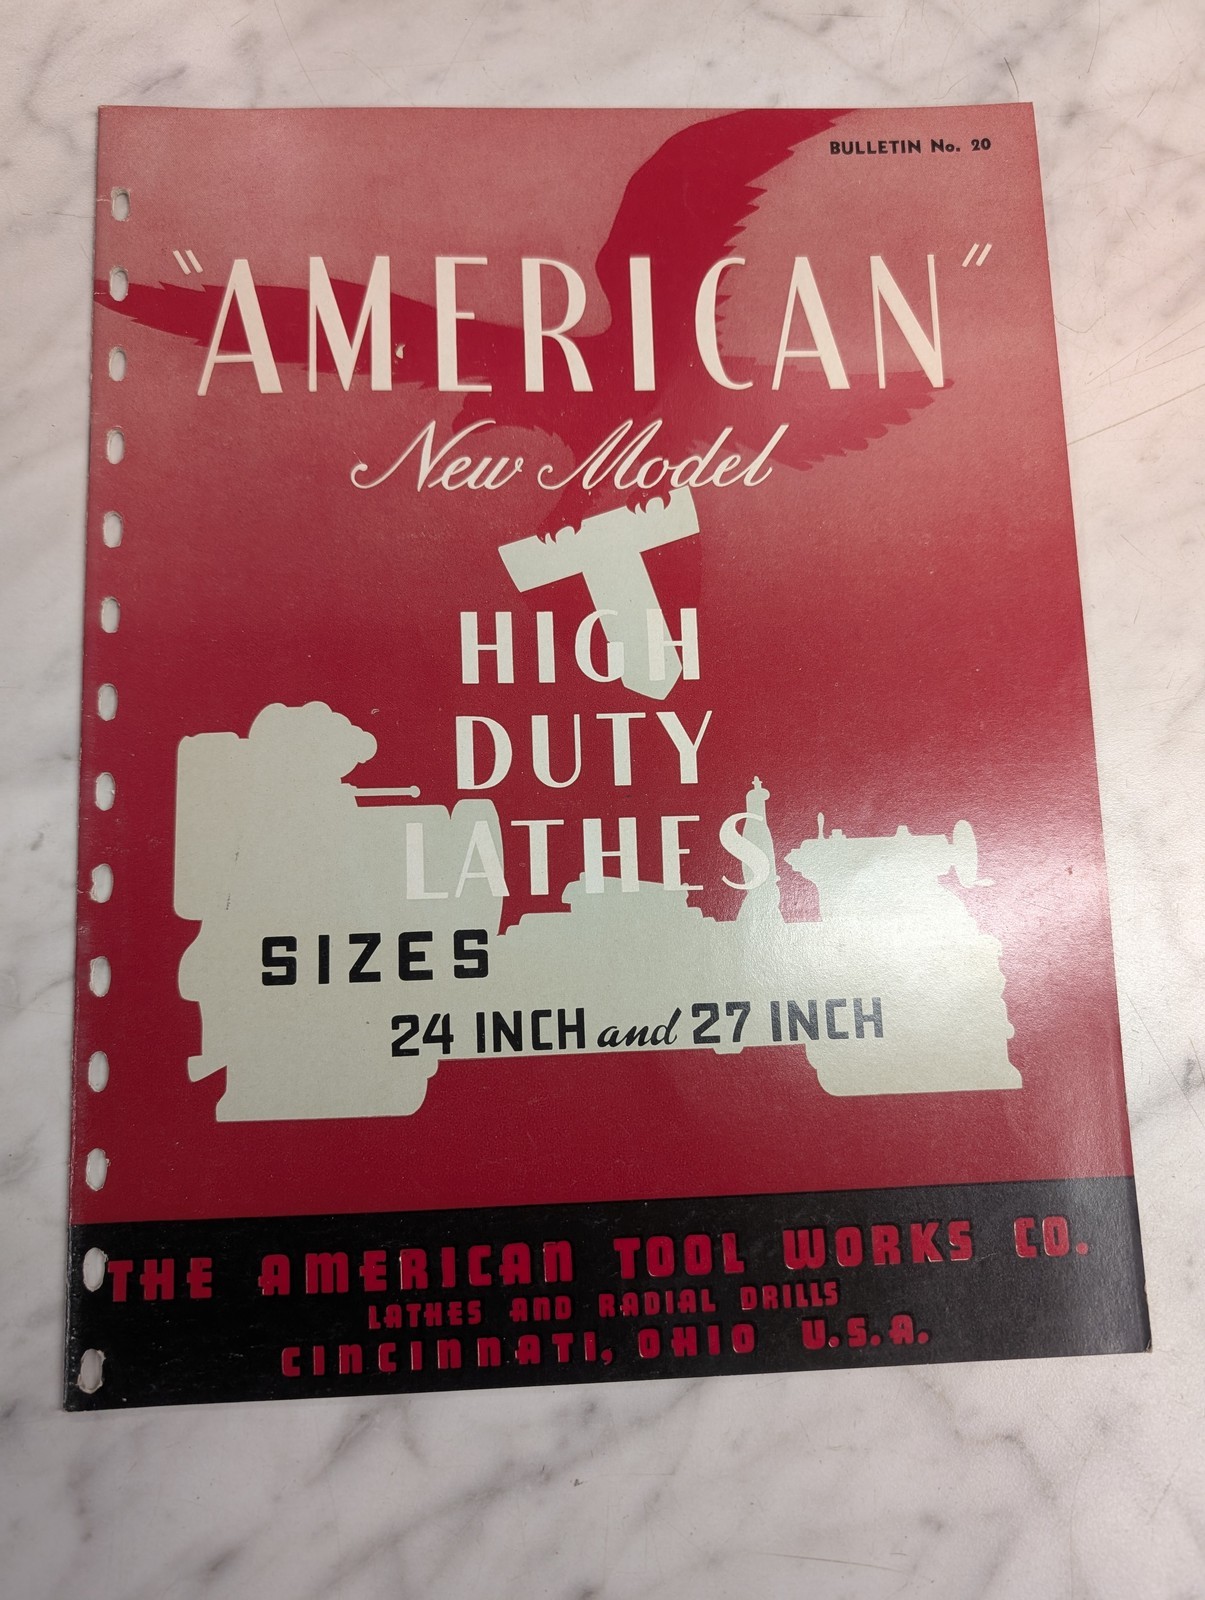 BULLETIN No. 20
"AMERICAN"
New Model
HIGH
DUTY
LATHES
SIZES
24 INCH and 27 INCH
THE AMERICAN TOOL WORKS CO.
LATHES AND RADIAL DRILLS
CINCINNATI, OHIO U.S.A.